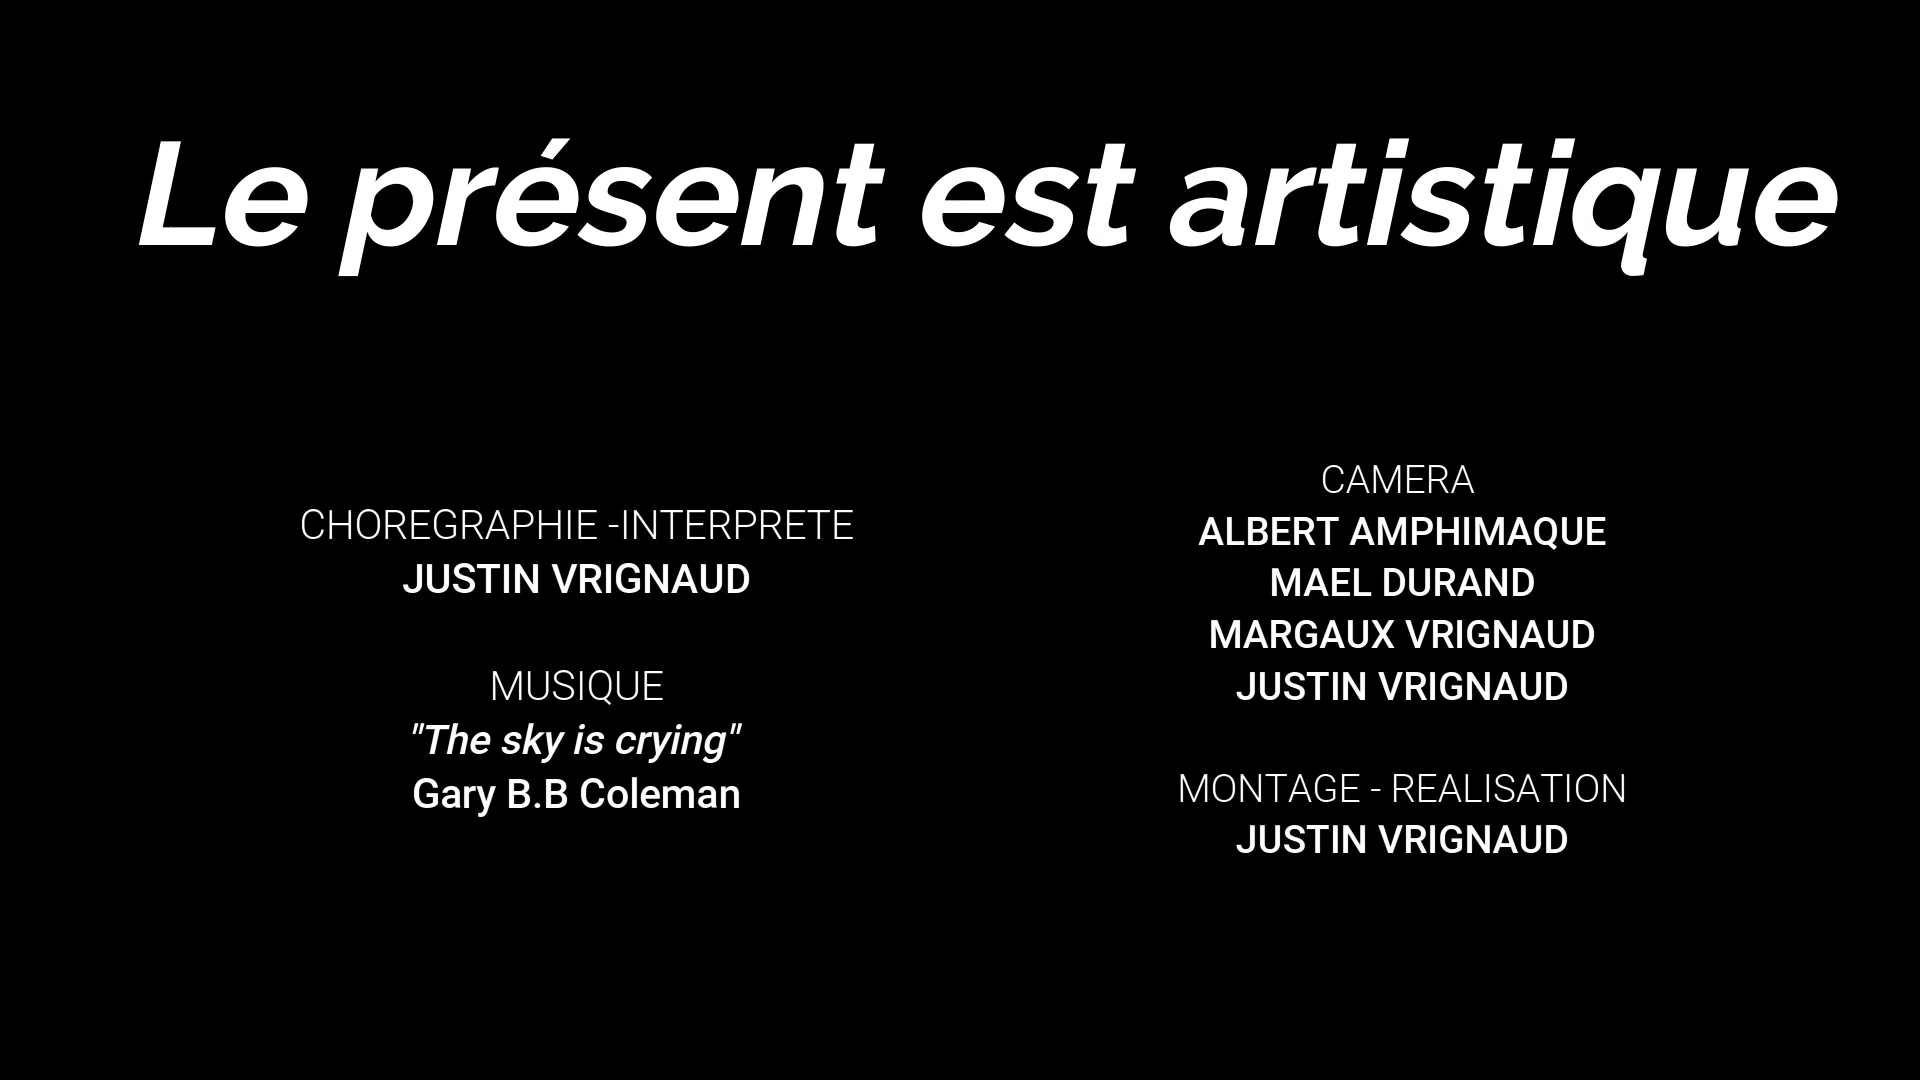 Le présent est artistique
CHOREGRAPHIE -INTERPRETE
JUSTIN VRIGNAUD
MUSIQUE
"The sky is crying"
Gary B.B Coleman
CAMERA
ALBERT AMPHIMAQUE
MAEL DURAND
MARGAUX VRIGNAUD
JUSTIN VRIGNAUD
MONTAGE - REALISATION
JUSTIN VRIGNAUD